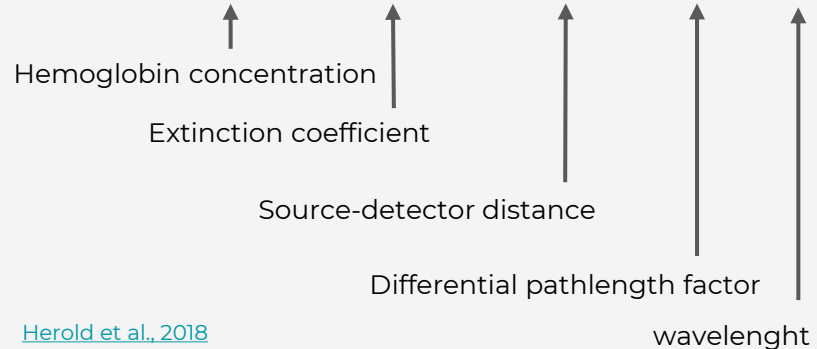 Hemoglobin concentration
Extinction coefficient
Source-detector distance
Differential pathlength factor
Herold et al., 2018
wavelenght